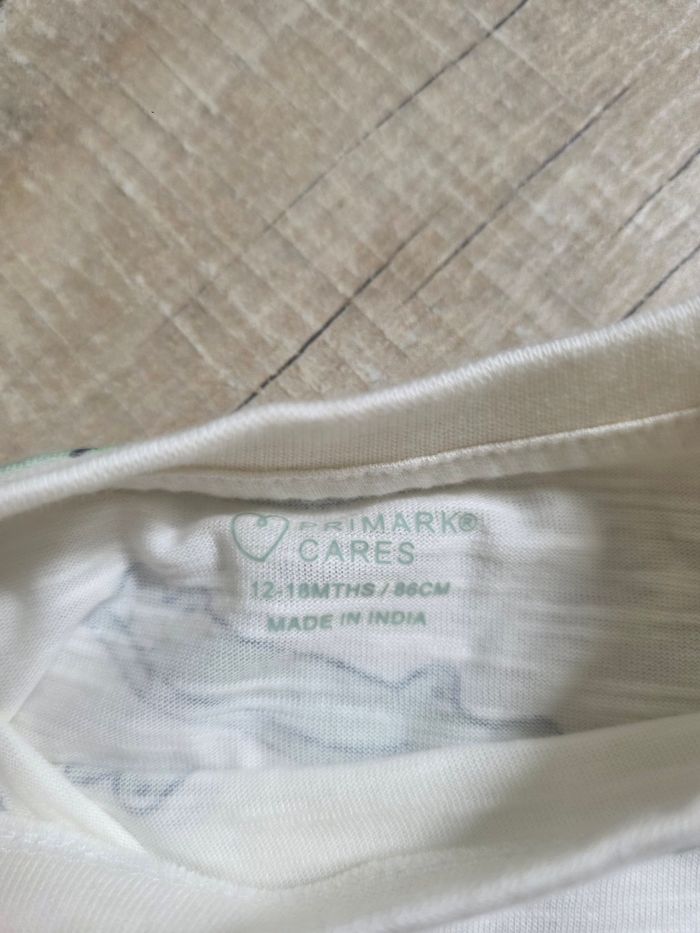 PRIMARK®
CARES
12-18MTHS / 86CM
MADE IN INDIA